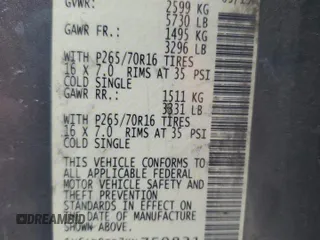 GVWR: 2599 KG
5730 LB
GAWR FR.: 1495 KG
3296 LB
WITH P265/70R16 TIRES
16 X 7.0 RIMS AT 35 PSI
COLD SINGLE
GAWR RR.: 1511 KG
3331 LB
WITH P265/70R16 TIRES
16 X 7.0 RIMS AT 35 PSI
COLD SINGLE
THIS VEHICLE CONFORMS TO
ALL APPLICABLE FEDERAL
MOTOR VEHICLE SAFETY AND
THEFT PREVENTION
STANDARDS IN EFFECT ON
THE DATE OF MANUFACTURE
SHOWN ABOVE.
DREAMBID.COM